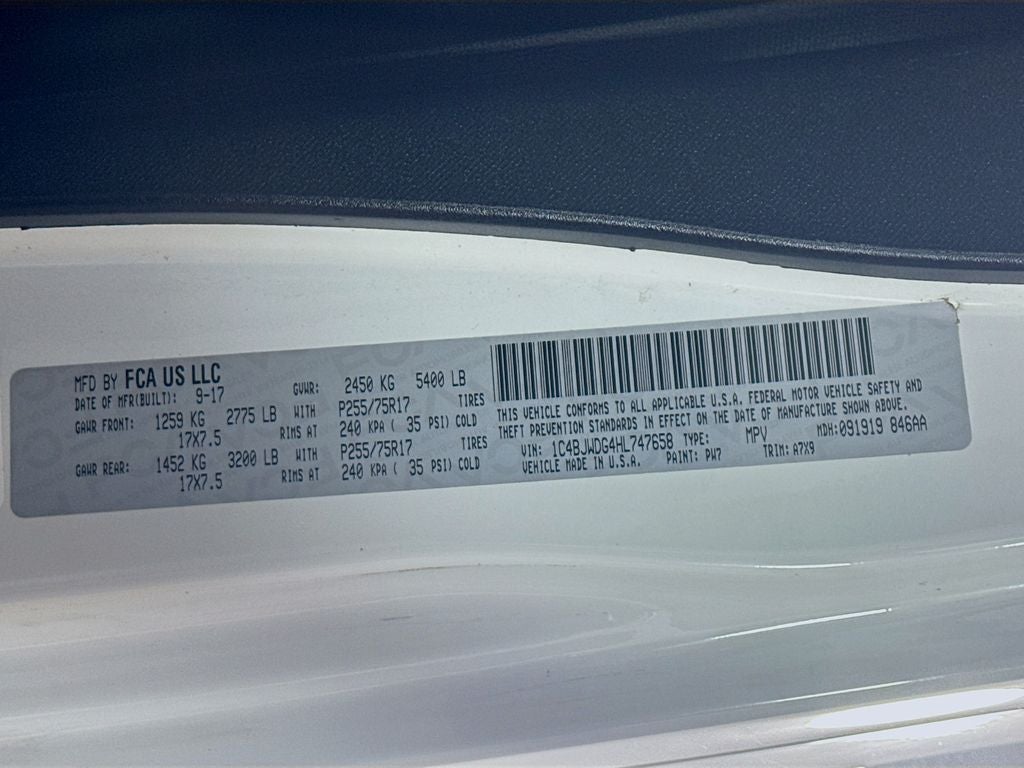 MFD BY FCA US LLC
DATE OF MFR(BUILT): 9-17 GVWR: 2450 KG 5400 LB
GAWR FRONT: 1259 KG 2775 LB WITH P255/75R17 TIRES
17X7.5 RIMS AT 240 KPA ( 35 PSI) COLD
GAWR REAR: 1452 KG 3200 LB WITH P255/75R17 TIRES
17X7.5 RIMS AT 240 KPA ( 35 PSI) COLD
THIS VEHICLE CONFORMS TO ALL APPLICABLE U.S.A. FEDERAL MOTOR VEHICLE SAFETY AND
THEFT PREVENTION STANDARDS IN EFFECT ON THE DATE OF MANUFACTURE SHOWN ABOVE.
VIN: 1C4BJWDG4HL747658 TYPE: MPV MDH:091919 846AA
VEHICLE MADE IN U.S.A. PAINT: PW7 TRIM: A7X9